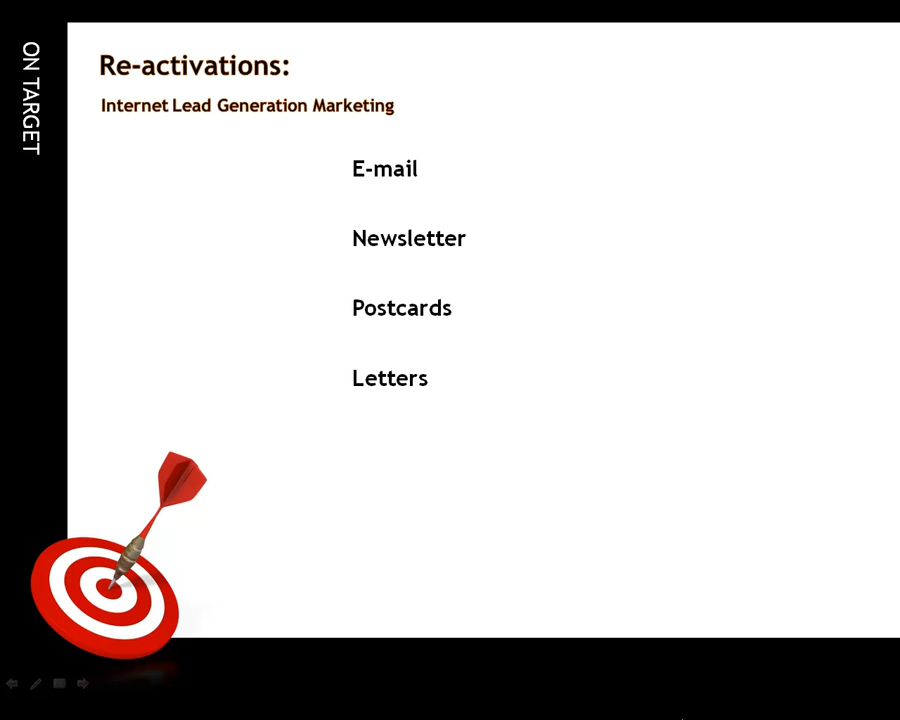 ON TARGET
Re-activations:
Internet Lead Generation Marketing
E-mail
Newsletter
Postcards
Letters